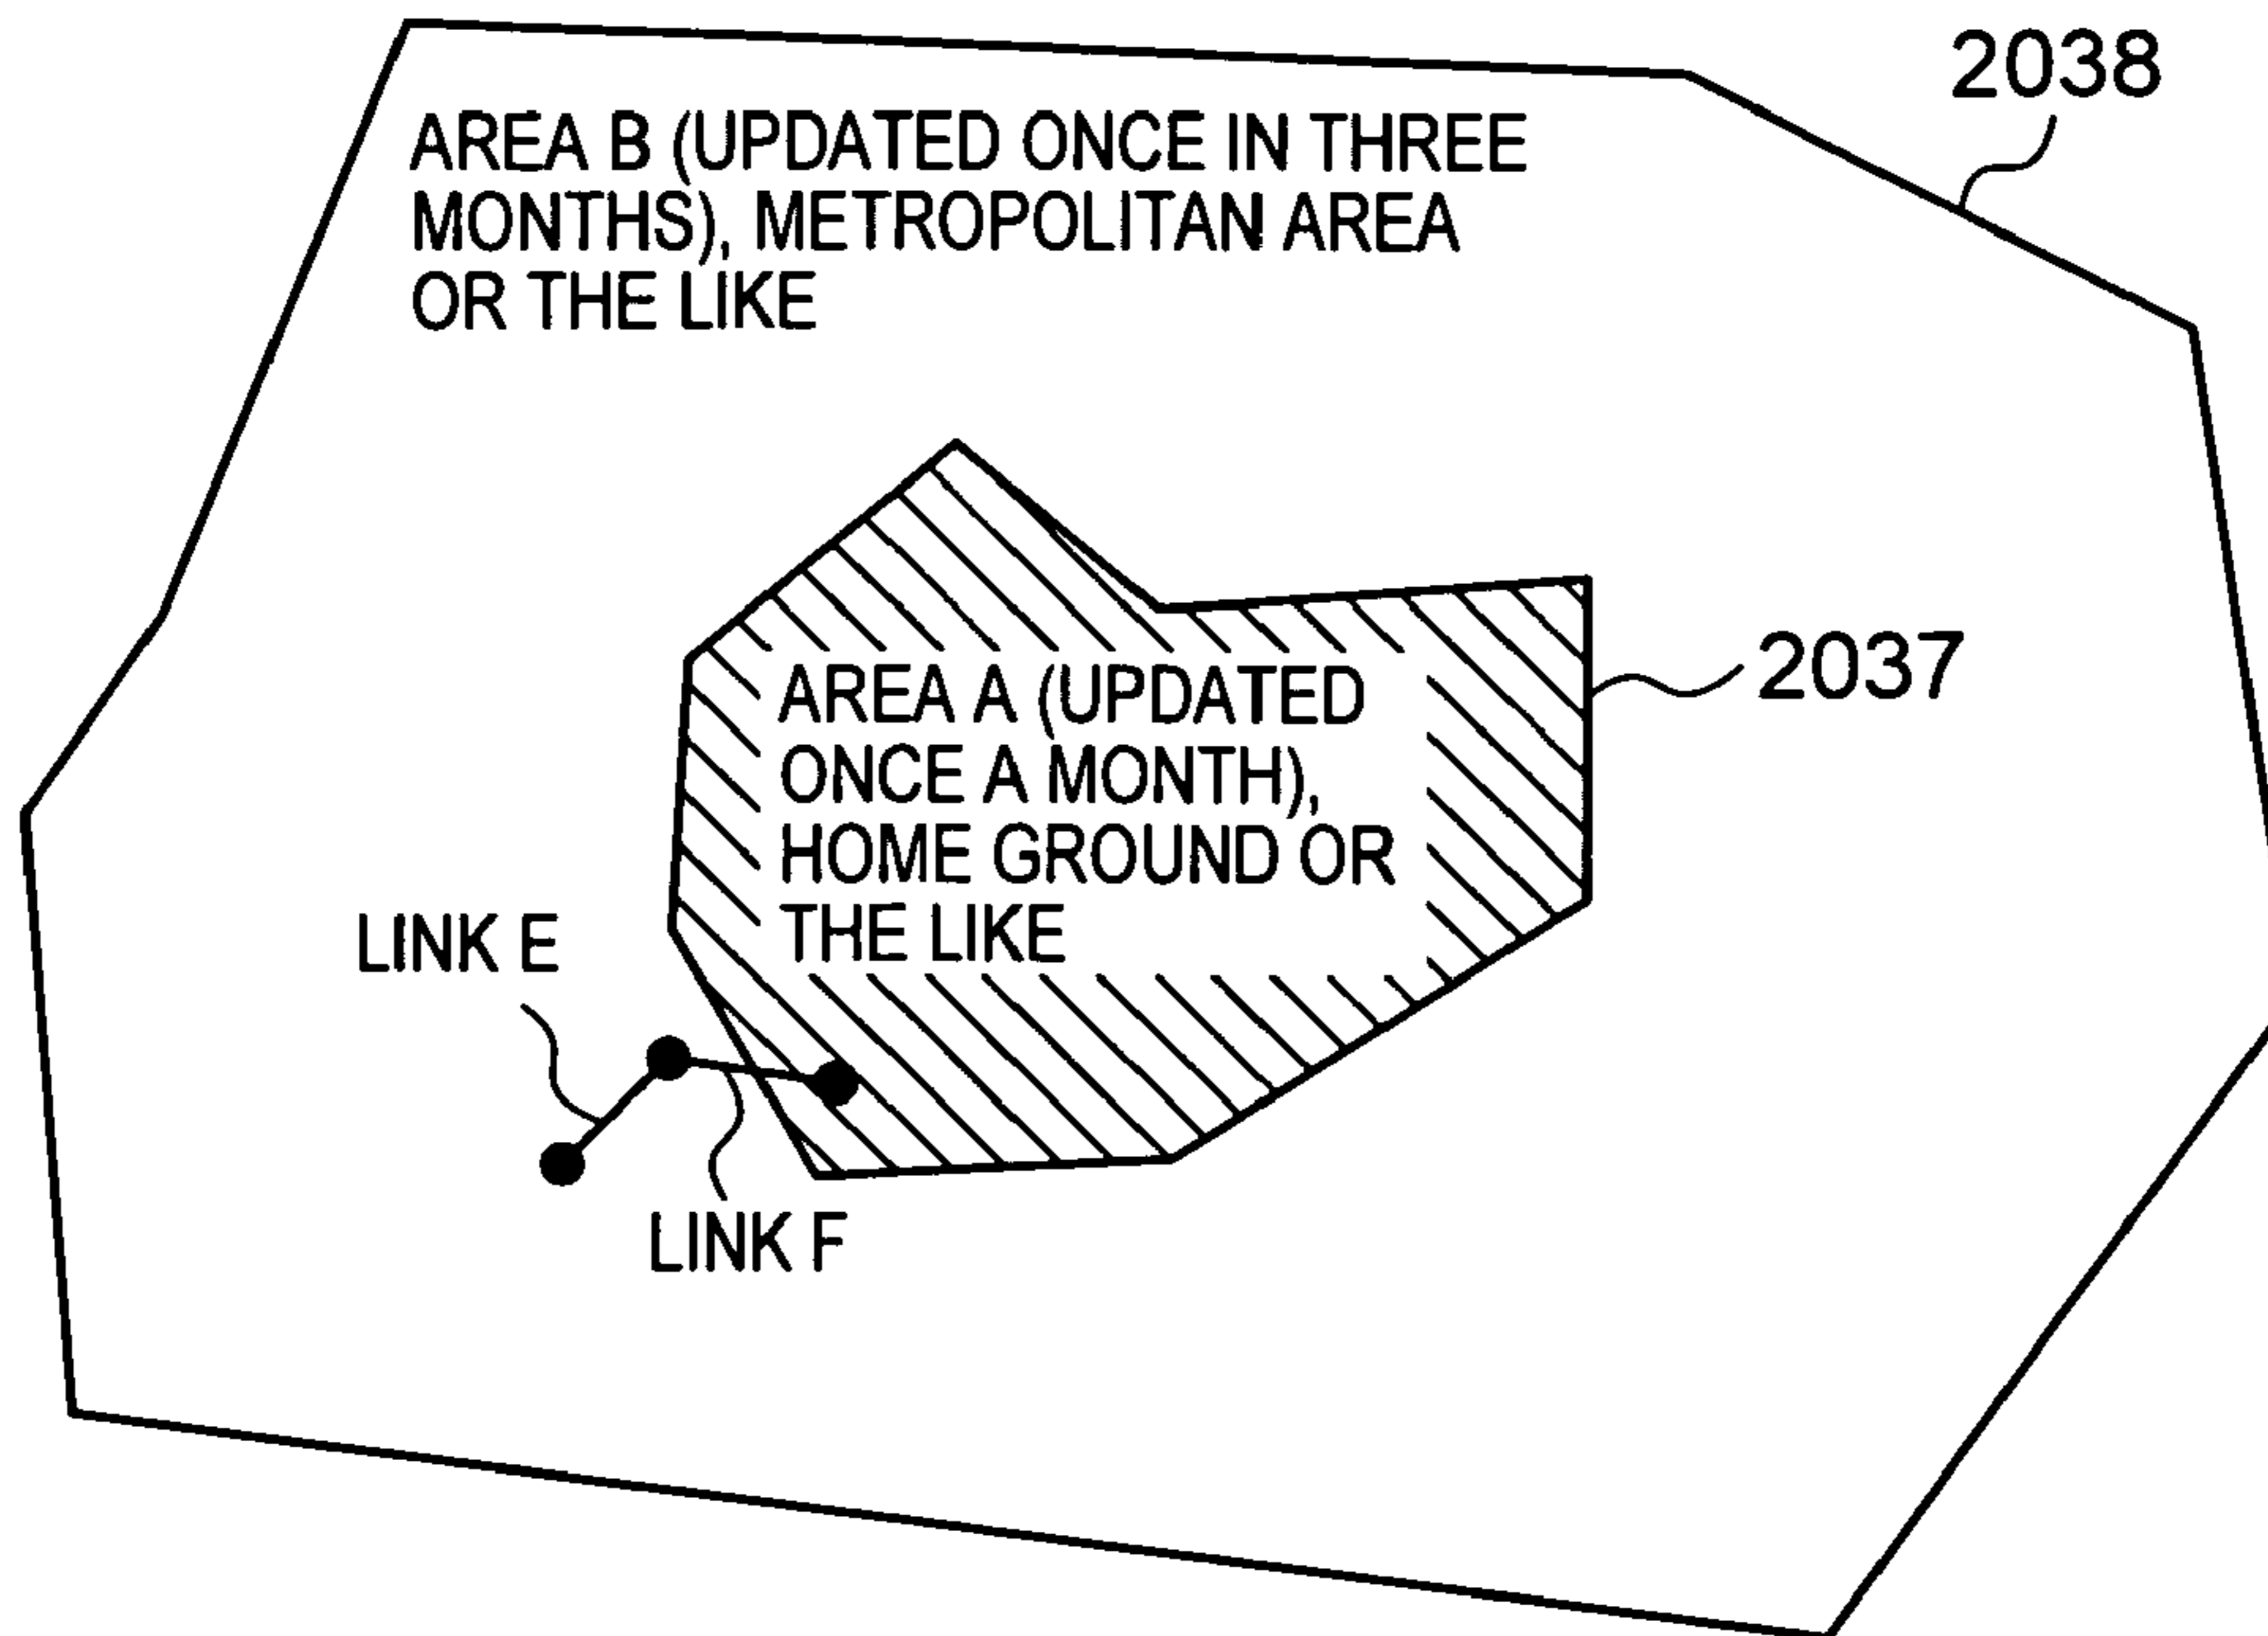 2038
AREA B (UPDATED ONCE IN THREE
MONTHS), METROPOLITAN AREA
OR THE LIKE
2037
AREA A (UPDATED
ONCE A MONTH),
HOME GROUND OR
THE LIKE
LINK E
LINK F